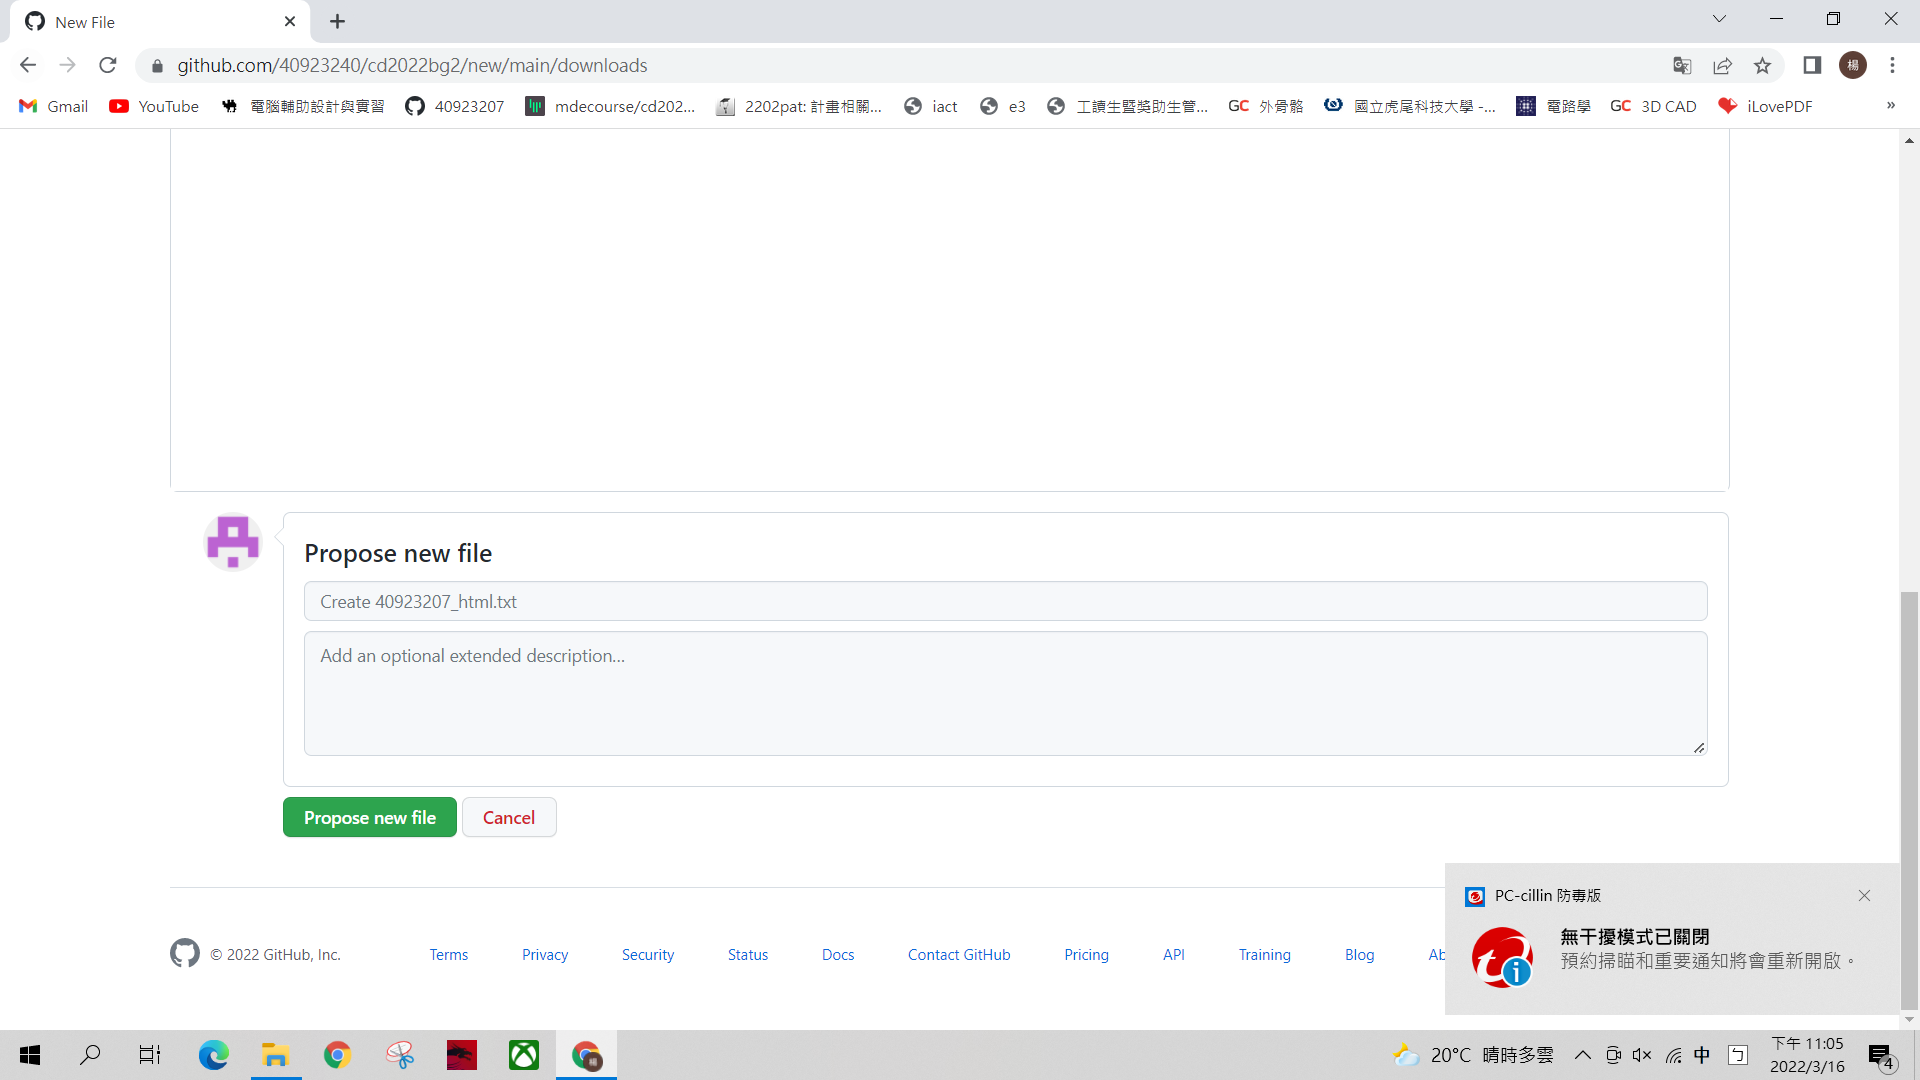 New File
github.com/40923240/cd2022bg2/new/main/downloads
楊
Gmail
YouTube
電腦輔助設計與實習
40923207
mdecourse/cd202...
2202pat: 計畫相關...
iact
e3
工讀生暨獎助生管...
GC 外骨骼
國立虎尾科技大學 -...
電路學
GC 3D CAD
iLovePDF
»
Propose new file
Create 40923207_html.txt
Add an optional extended description...
Propose new file
Cancel
© 2022 GitHub, Inc.
Terms
Privacy
Security
Status
Docs
Contact GitHub
Pricing
API
Training
Blog
Ab
PC-cillin 防毒版
無干擾模式已關閉
預約掃瞄和重要通知將會重新開啟。
20°C 晴時多雲
中
ㄅ
下午 11:05
2022/3/16
4